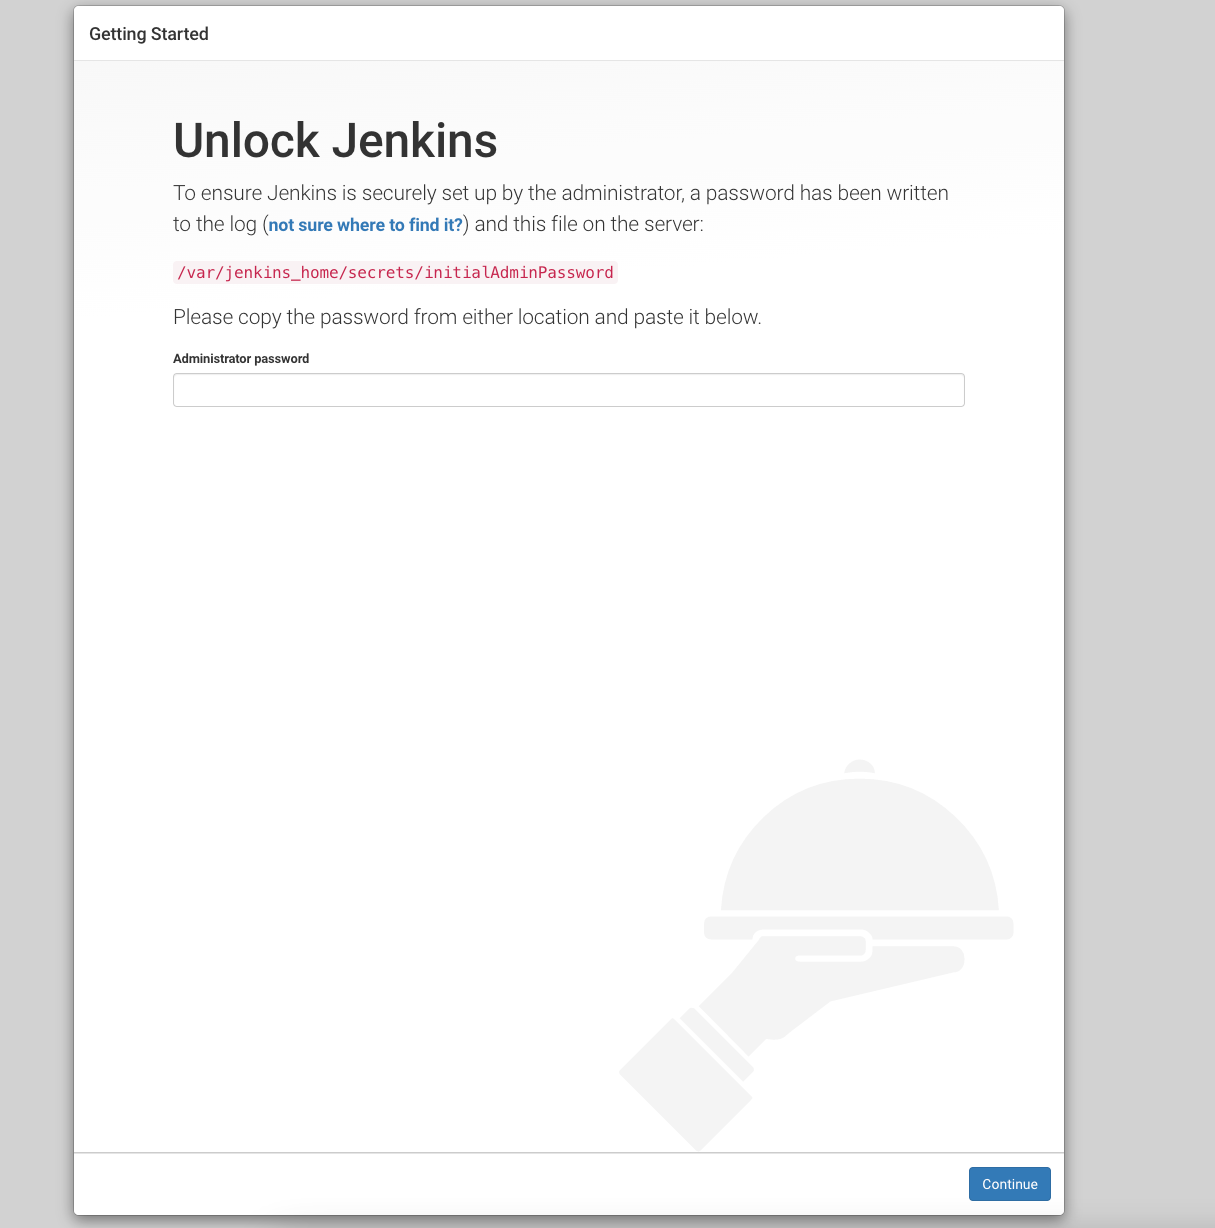 Getting Started
Unlock Jenkins
To ensure Jenkins is securely set up by the administrator, a password has been written
to the log (not sure where to find it?) and this file on the server:
/var/jenkins_home/secrets/initialAdminPassword
Please copy the password from either location and paste it below.
Administrator password
Continue